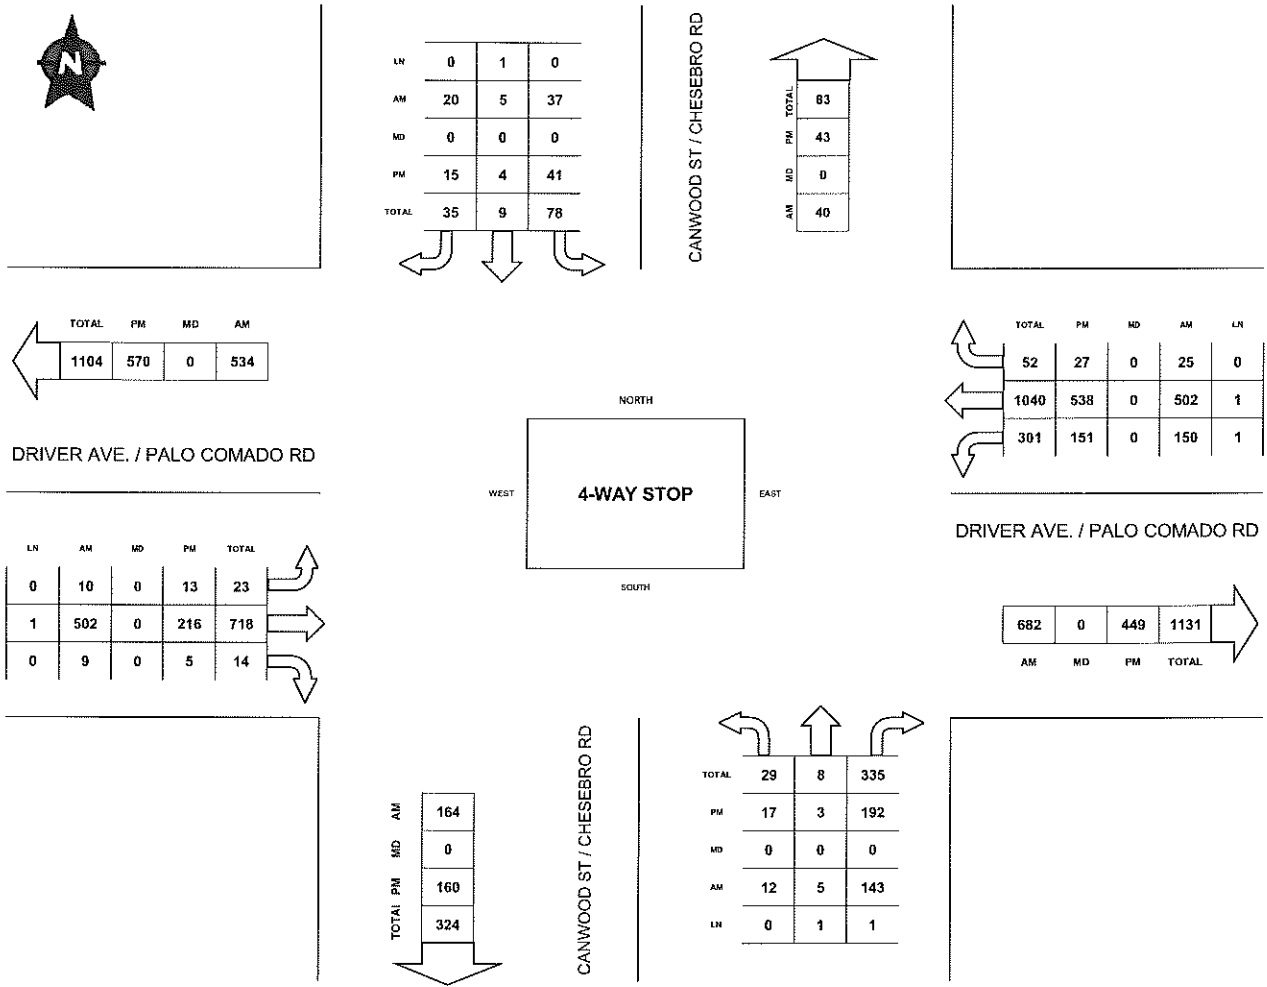 N
LN 0 1 0
AM 20 5 37
MD 0 0 0
PM 15 4 41
TOTAL 35 9 78
CANWOOD ST / CHESEBRO RD
TOTAL 83
PM 43
MD 0
AM 40
TOTAL PM MD AM
1104 570 0 534
DRIVER AVE. / PALO COMADO RD
TOTAL PM MD AM LN
52 27 0 25 0
1040 538 0 502 1
301 151 0 150 1
NORTH
WEST
4-WAY STOP
EAST
SOUTH
DRIVER AVE. / PALO COMADO RD
LN AM MD PM TOTAL
0 10 0 13 23
1 502 0 216 718
0 9 0 5 14
682 0 449 1131
AM MD PM TOTAL
AM 164
MD 0
PM 160
TOTAL 324
CANWOOD ST / CHESEBRO RD
TOTAL 29 8 335
PM 17 3 192
MD 0 0 0
AM 12 5 143
LN 0 1 1